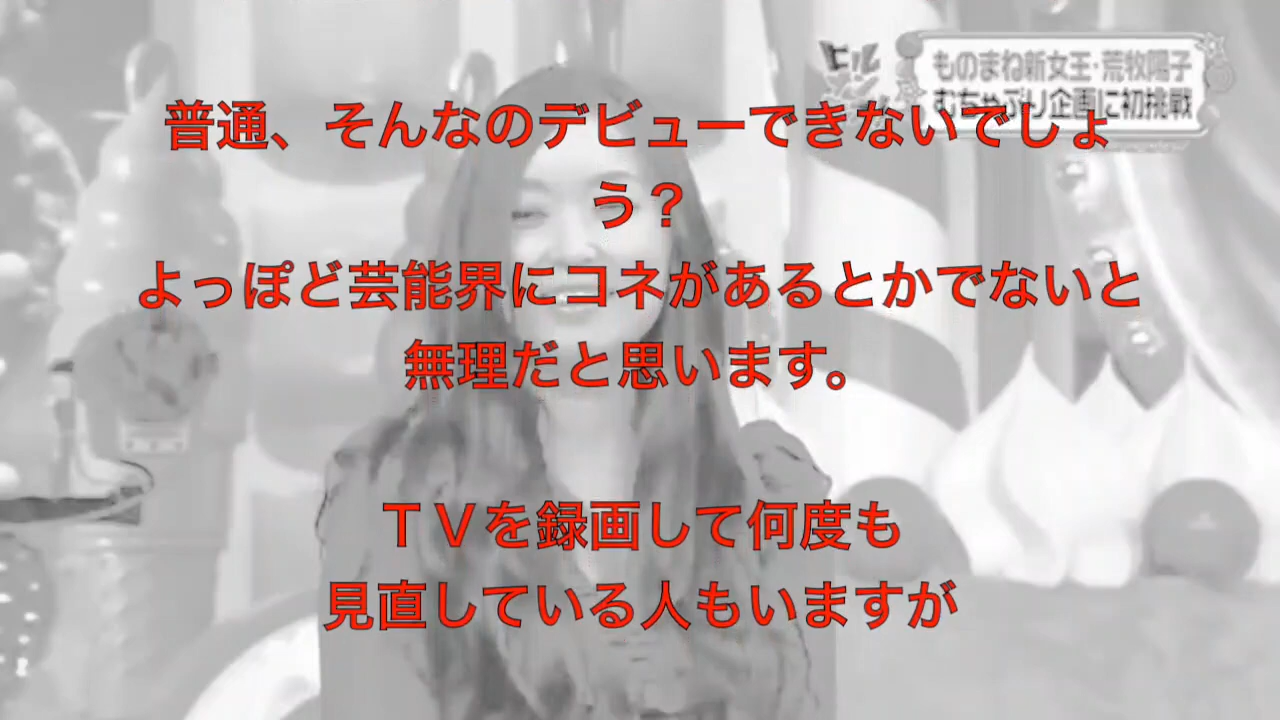 ものまね新女王・荒牧陽子
むちゃぶり企画に初挑戦
普通、そんなのデビューできないでしょ
う？
よっぽど芸能界にコネがあるとかでないと
無理だと思います。
ＴＶを録画して何度も
見直している人もいますが